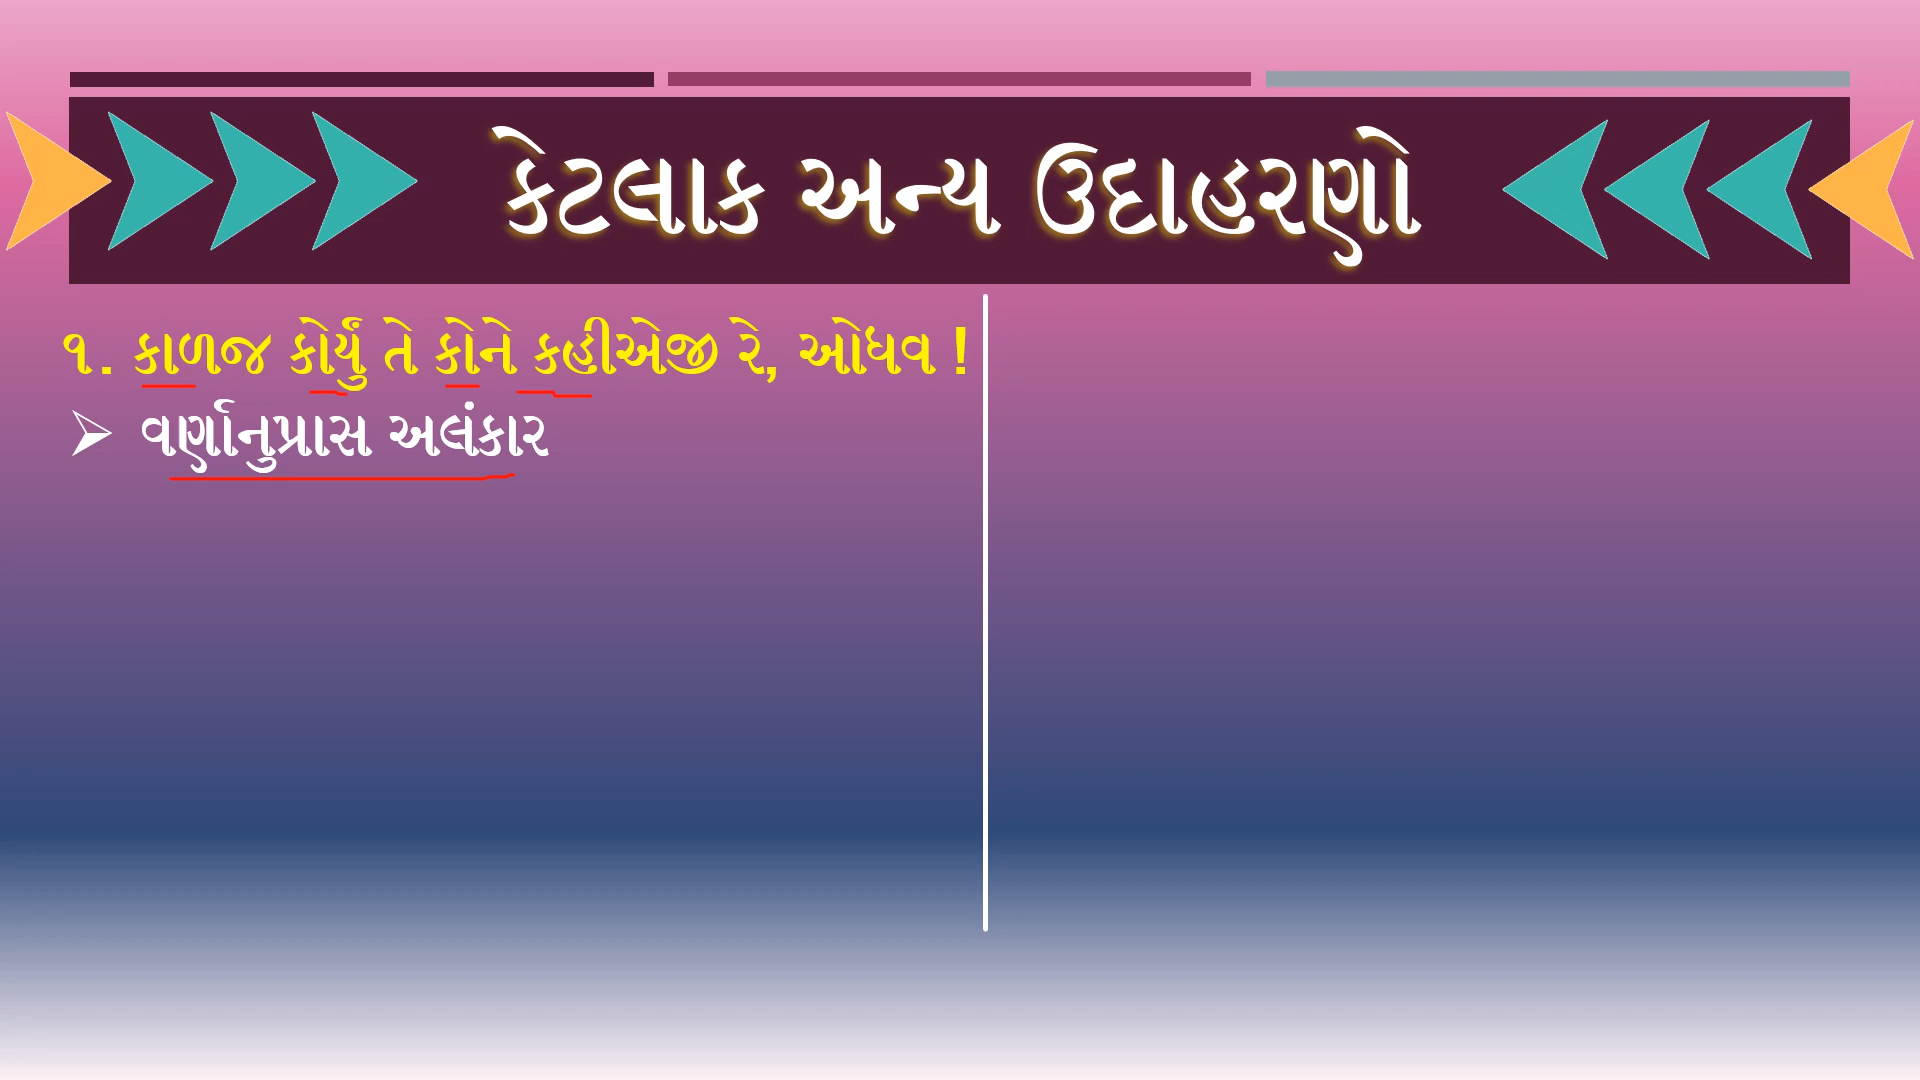 કેટલાક અન્ય ઉદાહરણો
૧. કાળજ કોર્યું તે કોને કહીએજી રે, ઓધવ !
➢ વર્ણાનુપ્રાસ અલંકાર